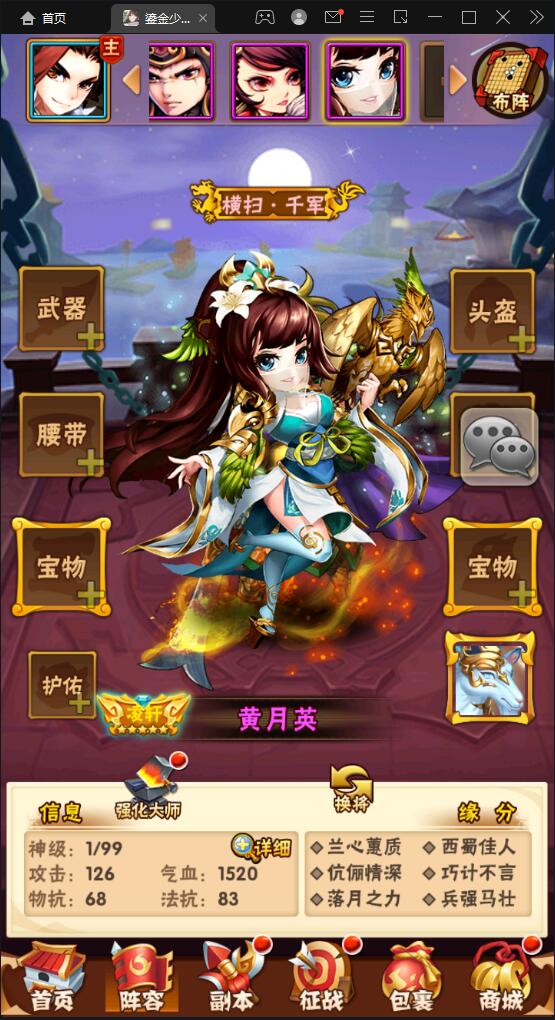 首页
鎏金少...
主
布阵
横扫·千军
武器
头盔
腰带
宝物
宝物
护佑
凌轩
黄月英
信息
强化大师
换将
缘分
神级：1/99
详细
攻击：126
气血：1520
物抗：68
法抗：83
兰心蕙质
西蜀佳人
伉俪情深
巧计不言
落月之力
兵强马壮
首页
阵容
副本
征战
包裹
商城